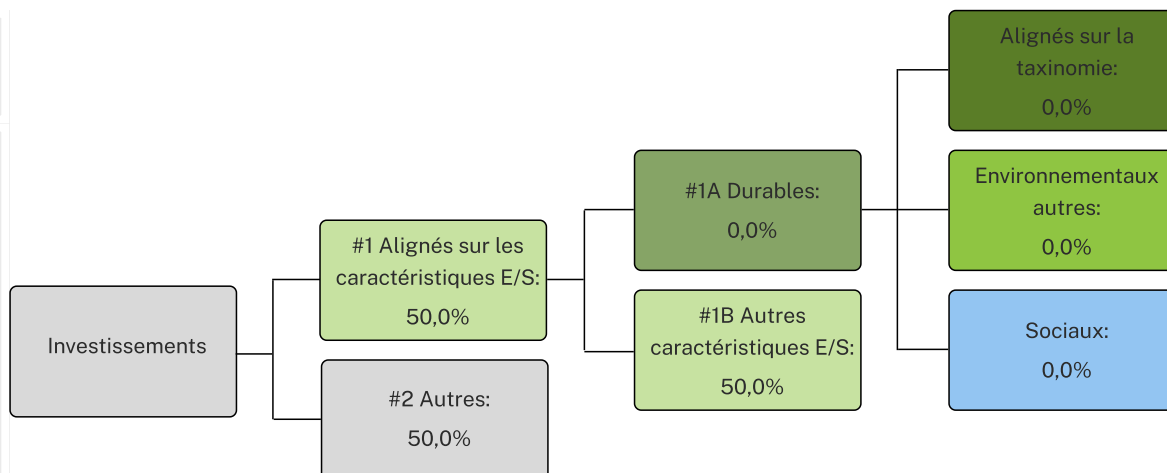 Investissements
#1 Alignés sur les
caractéristiques E/S:
50,0%
#2 Autres:
50,0%
#1A Durables:
0,0%
#1B Autres
caractéristiques E/S:
50,0%
Alignés sur la
taxinomie:
0,0%
Environnementaux
autres:
0,0%
Sociaux:
0,0%